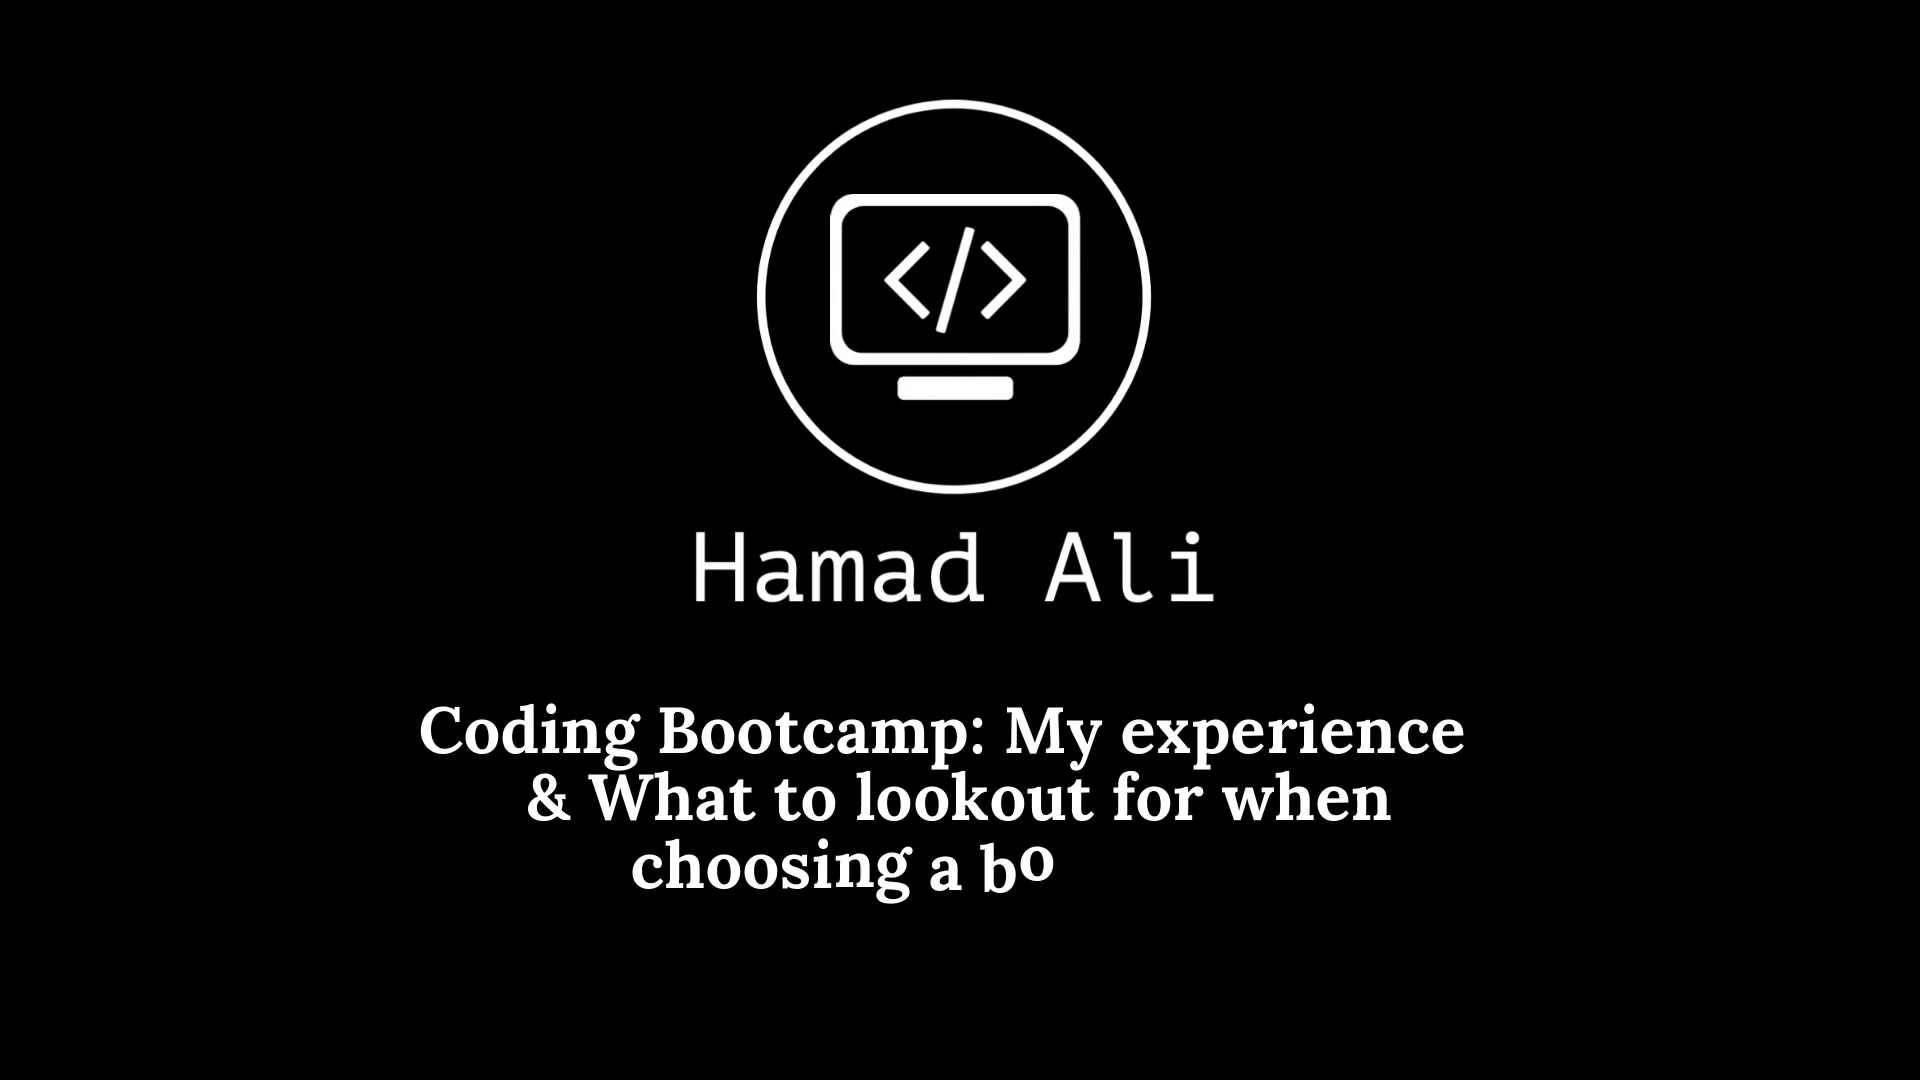 </>
Hamad Ali
Coding Bootcamp: My experience
& What to lookout for when
choosing a bo